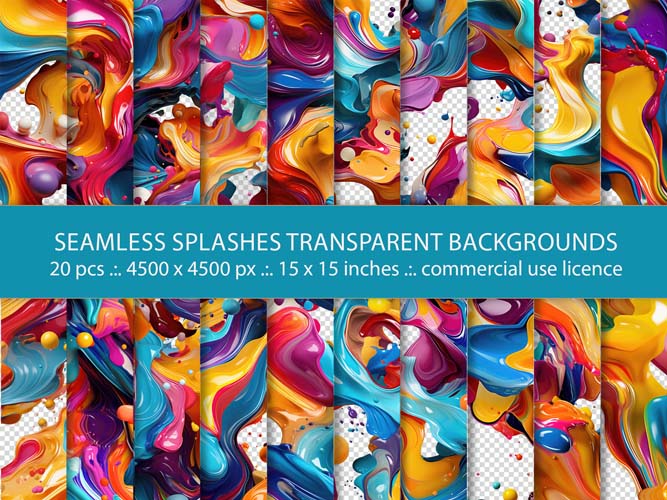 SEAMLESS SPLASHES TRANSPARENT BACKGROUNDS
20 pcs .:. 4500 x 4500 px .:. 15 x 15 inches .:. commercial use licence